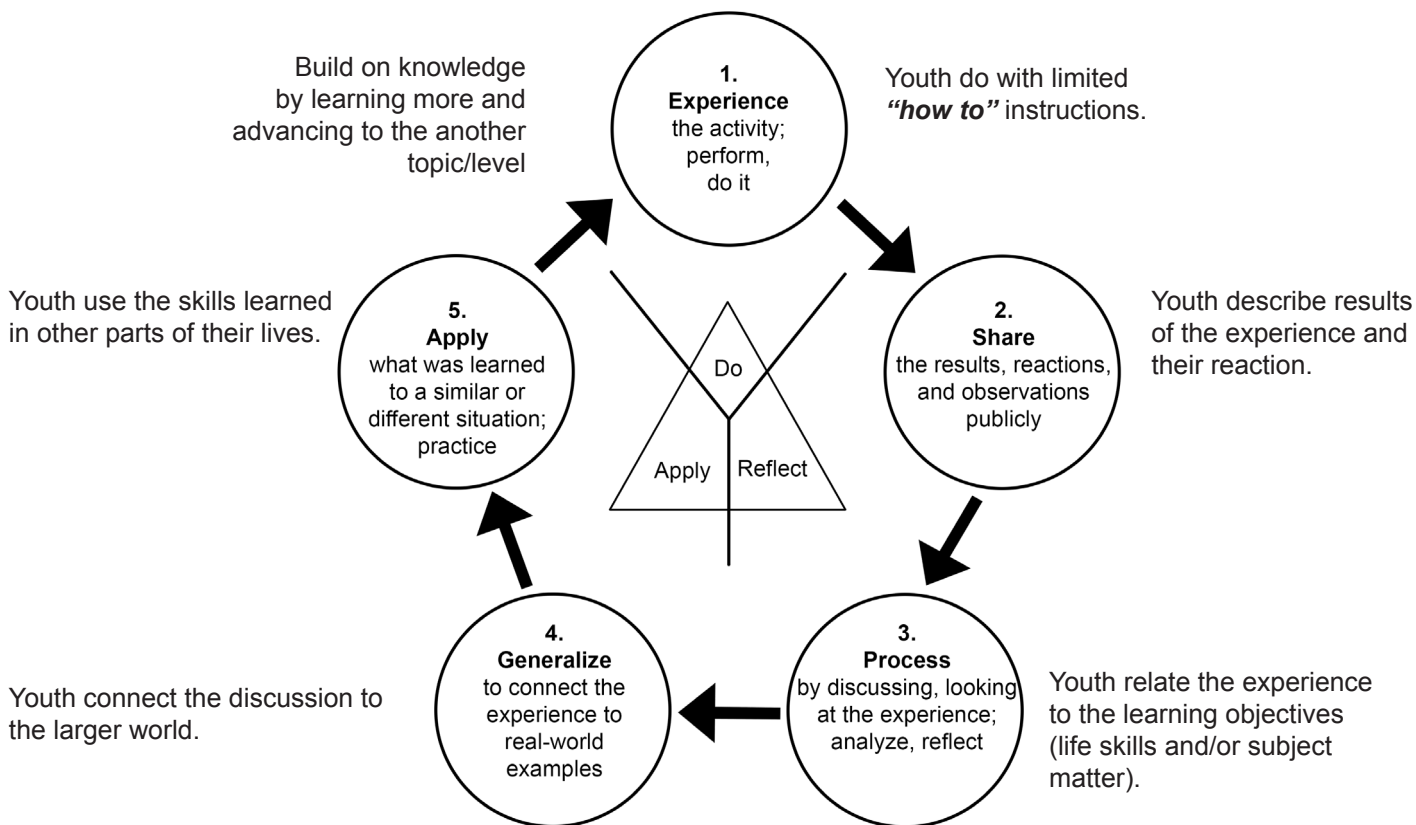 1.
Experience
the activity;
perform,
do it
Youth do with limited
“how to” instructions.
2.
Share
the results, reactions,
and observations
publicly
Youth describe results
of the experience and
their reaction.
3.
Process
by discussing, looking
at the experience;
analyze, reflect
Youth relate the experience
to the learning objectives
(life skills and/or subject
matter).
4.
Generalize
to connect the
experience to
real-world
examples
Youth connect the discussion to
the larger world.
5.
Apply
what was learned
to a similar or
different situation;
practice
Youth use the skills learned
in other parts of their lives.
Build on knowledge
by learning more and
advancing to the another
topic/level
Do
Apply
Reflect